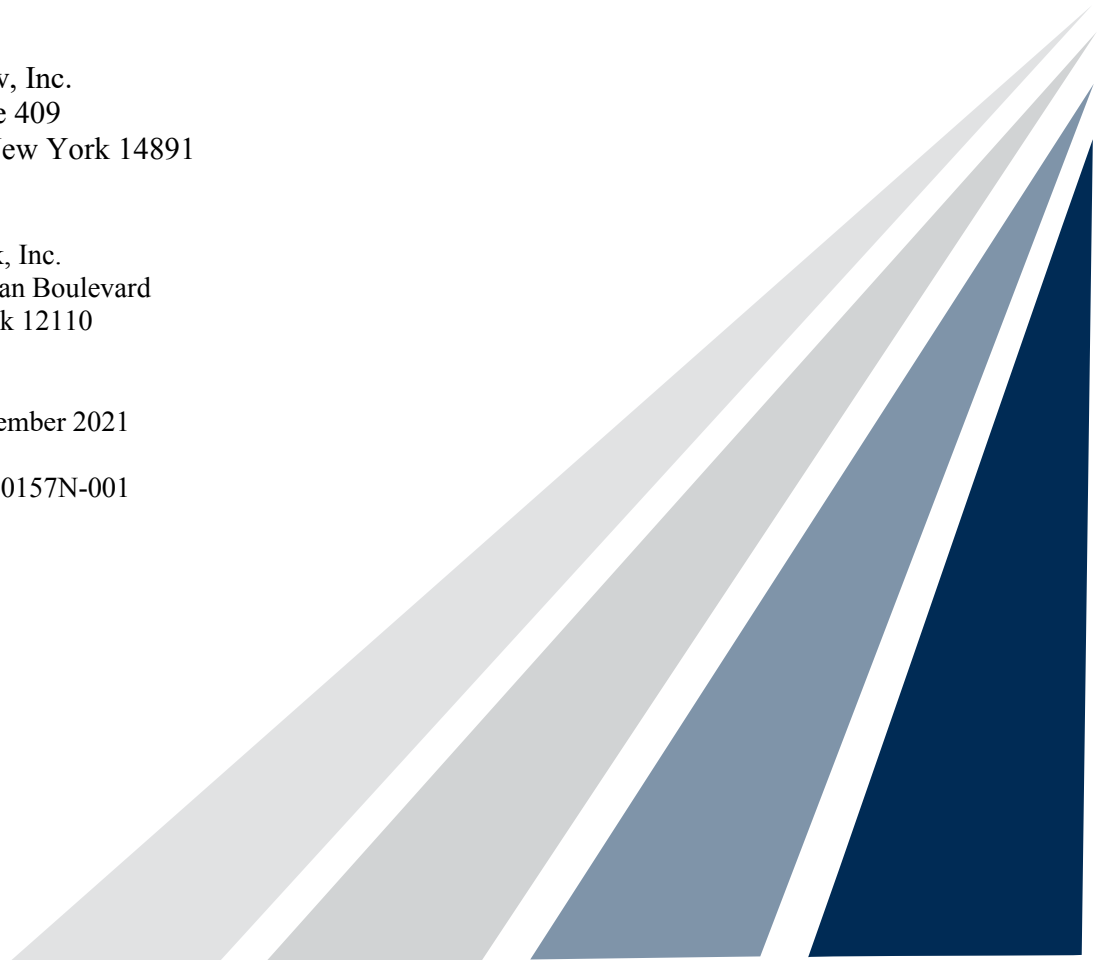 , Inc.
409
New York 14891
, Inc.
an Boulevard
k 12110
ember 2021
0157N-001